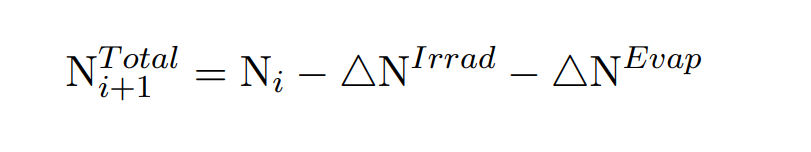 N_{i+1}^{Total} = N_i − △N^{Irrad} − △N^{Evap}